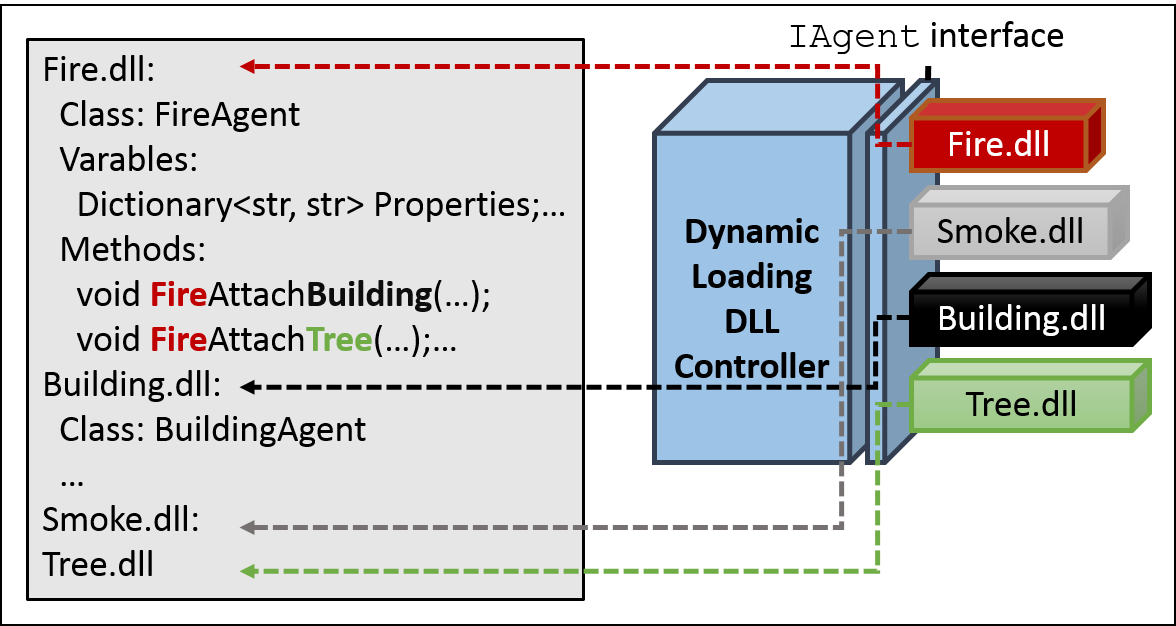 Fire.dll:
Class: FireAgent
Varables:
Dictionary<str, str> Properties;...
Methods:
void FireAttachBuilding(...);
void FireAttachTree(...);...
Building.dll:
Class: BuildingAgent
...
Smoke.dll:
Tree.dll
IAgent interface
Dynamic
Loading
DLL
Controller
Fire.dll
Smoke.dll
Building.dll
Tree.dll